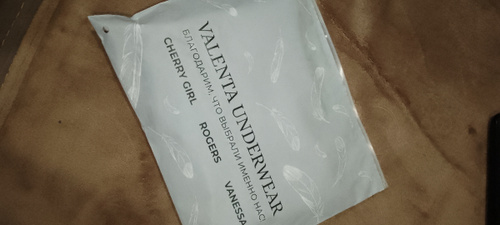 VALENTA UNDERWEAR
БЛАГОДАРИМ, ЧТО ВЫБРАЛИ ИМЕННО НАС!
CHERRY GIRL ROGERS VANESSA